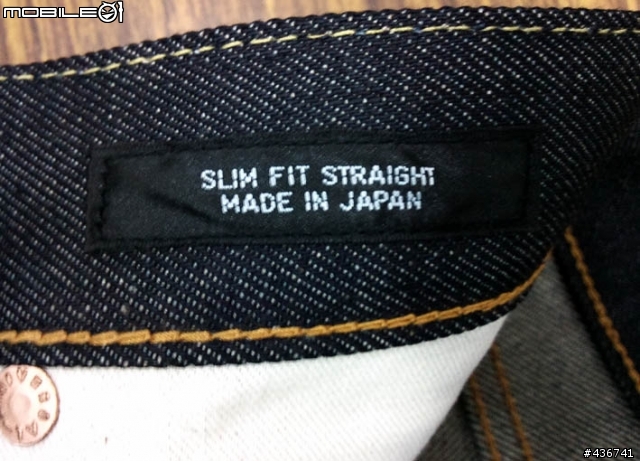 MOBILE01
SLIM FIT STRAIGHT
MADE IN JAPAN
#436741